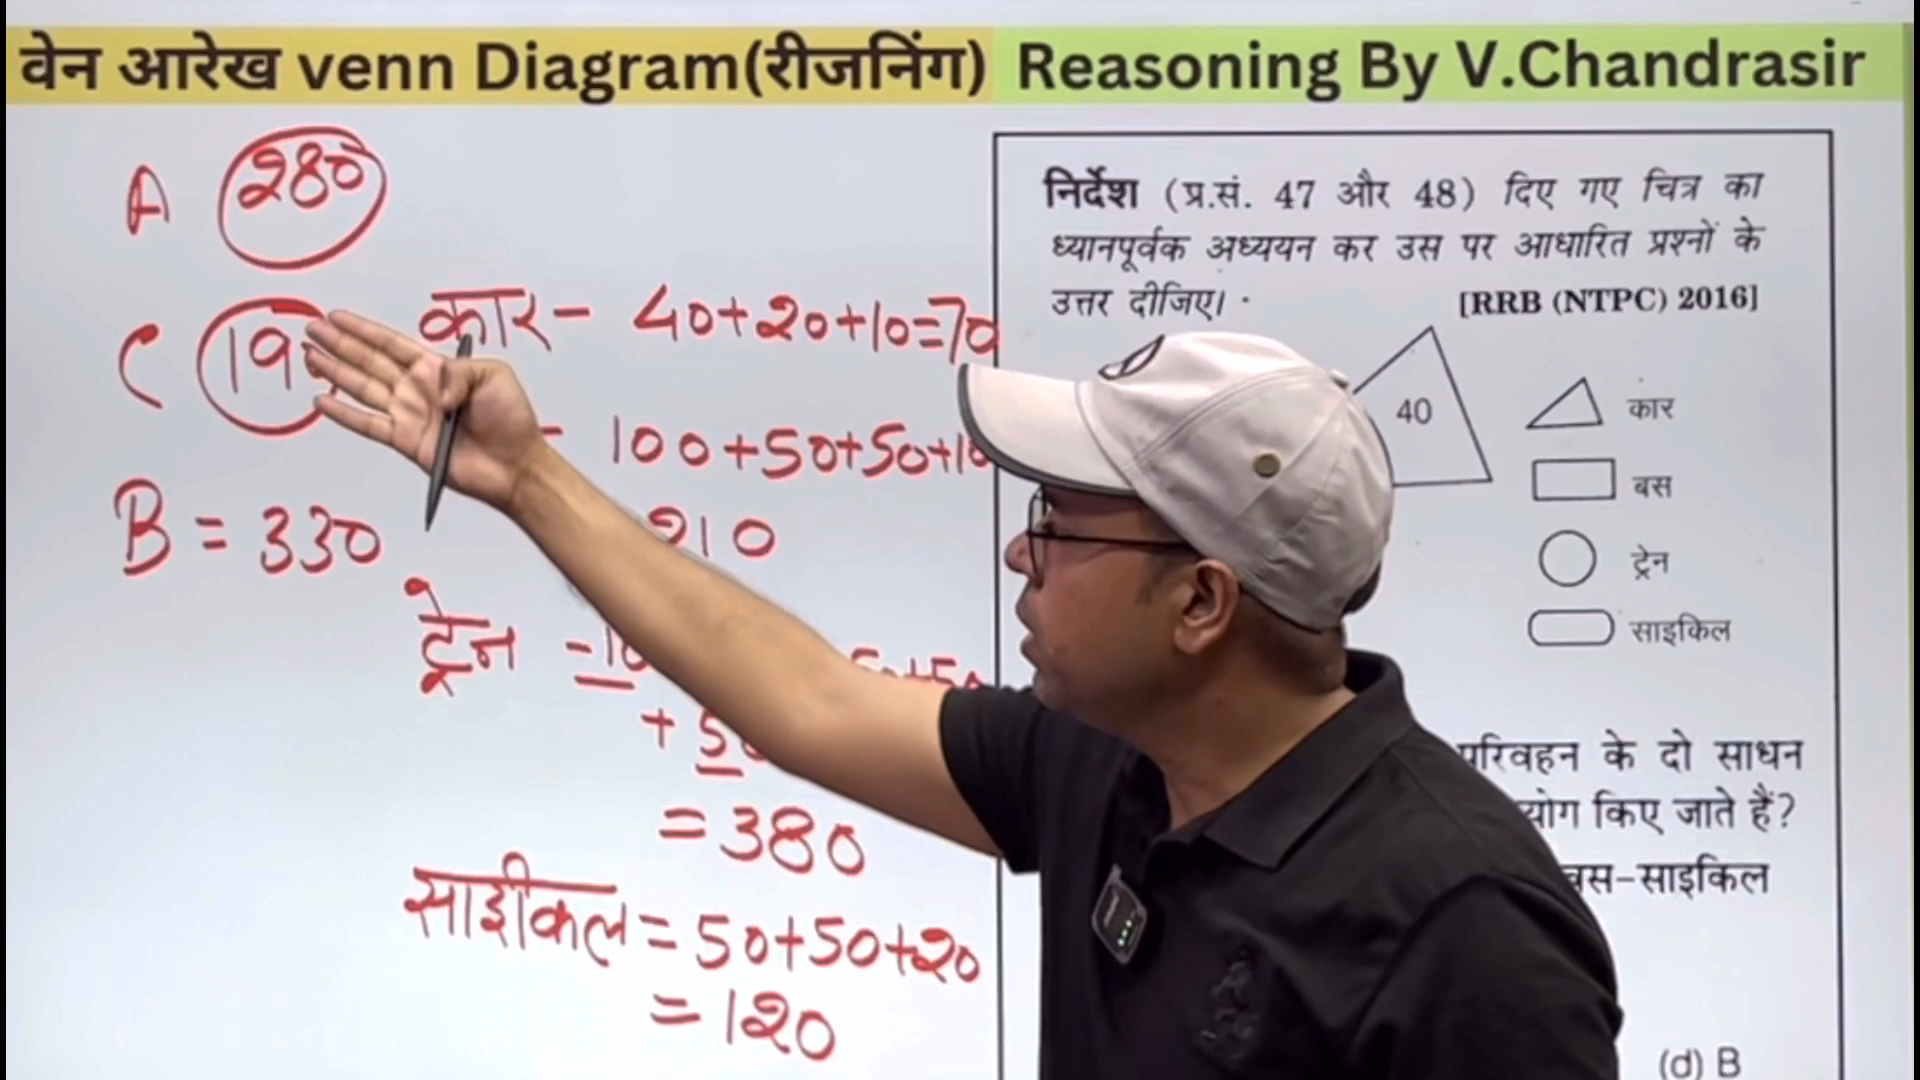 वेन आरेख venn Diagram(रीजनिंग) Reasoning By V.Chandrasir
A 280
C
B = 330
कार - 40+20+10=70
- 100+50+50+10
210
ट्रेन
= 380
साईकिल = 50+50+20
= 120
निर्देश (प्र.सं. 47 और 48) दिए गए चित्र का
ध्यानपूर्वक अध्ययन कर उस पर आधारित प्रश्नों के
उत्तर दीजिए। [RRB (NTPC) 2016]
40
कार
बस
ट्रेन
साइकिल
परिवहन के दो साधन
किए जाते हैं?
बस-साइकिल
(d) B